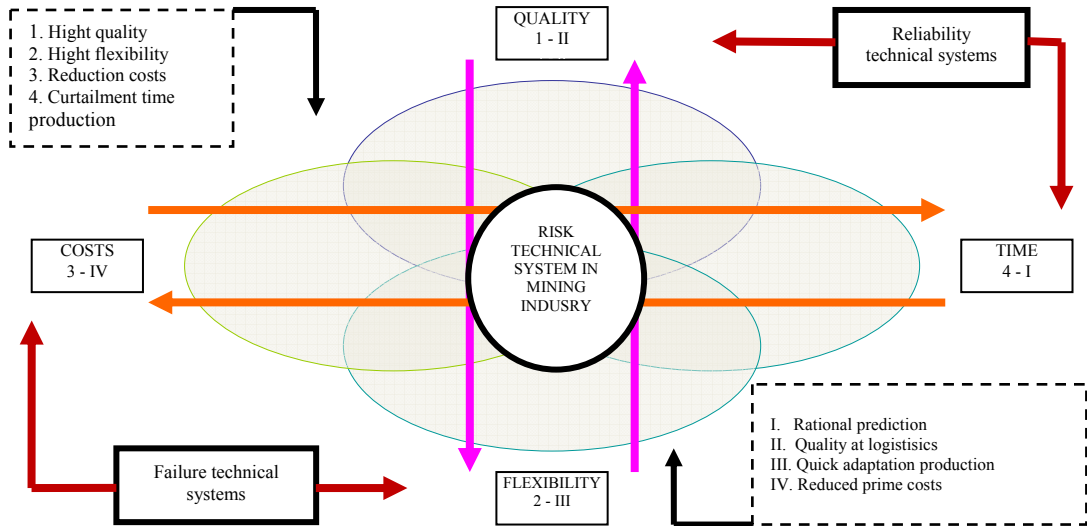 1. Hight quality
2. Hight flexibility
3. Reduction costs
4. Curtailment time
production
QUALITY
1 - II
Reliability
technical systems
COSTS
3 - IV
RISK
TECHNICAL
SYSTEM IN
MINING
INDUSRY
TIME
4 - I
Failure technical
systems
FLEXIBILITY
2 - III
I. Rational prediction
II. Quality at logistisics
III. Quick adaptation production
IV. Reduced prime costs